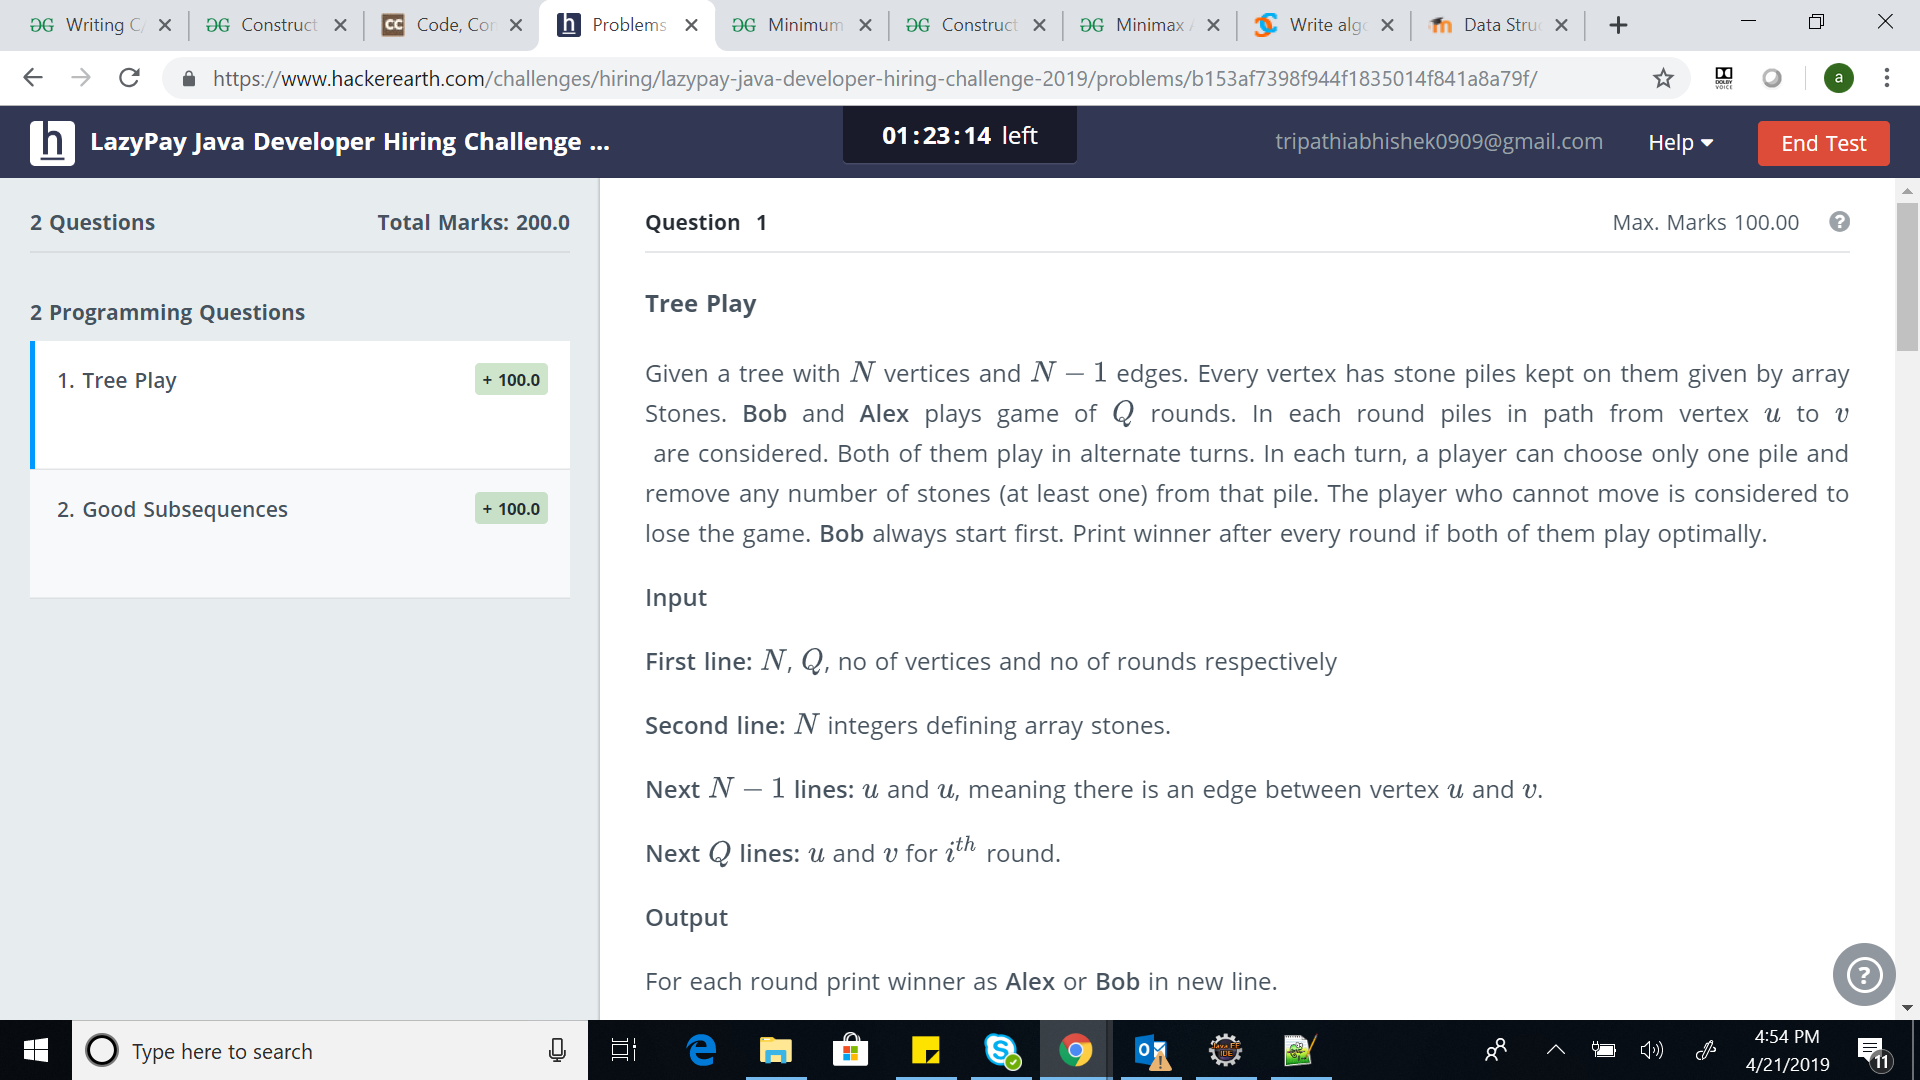 Writing C/
Construct
CC Code, Con
h Problems
Minimum
Construct
Minimax A
Write algo
Data Struc
https://www.hackerearth.com/challenges/hiring/lazypay-java-developer-hiring-challenge-2019/problems/b153af7398f944f1835014f841a8a79f/
DOLBY VOICE
a
h LazyPay Java Developer Hiring Challenge ...
01:23:14 left
tripathiabhishek0909@gmail.com
Help
End Test
2 Questions
Total Marks: 200.0
2 Programming Questions
1. Tree Play
+ 100.0
2. Good Subsequences
+ 100.0
Question 1
Max. Marks 100.00
?
Tree Play
Given a tree with N vertices and N − 1 edges. Every vertex has stone piles kept on them given by array
Stones. Bob and Alex plays game of Q rounds. In each round piles in path from vertex u to v
are considered. Both of them play in alternate turns. In each turn, a player can choose only one pile and
remove any number of stones (at least one) from that pile. The player who cannot move is considered to
lose the game. Bob always start first. Print winner after every round if both of them play optimally.
Input
First line: N, Q, no of vertices and no of rounds respectively
Second line: N integers defining array stones.
Next N − 1 lines: u and u, meaning there is an edge between vertex u and v.
Next Q lines: u and v for i^th round.
Output
For each round print winner as Alex or Bob in new line.
?
Type here to search
Java EE
IDE
4:54 PM
4/21/2019
11